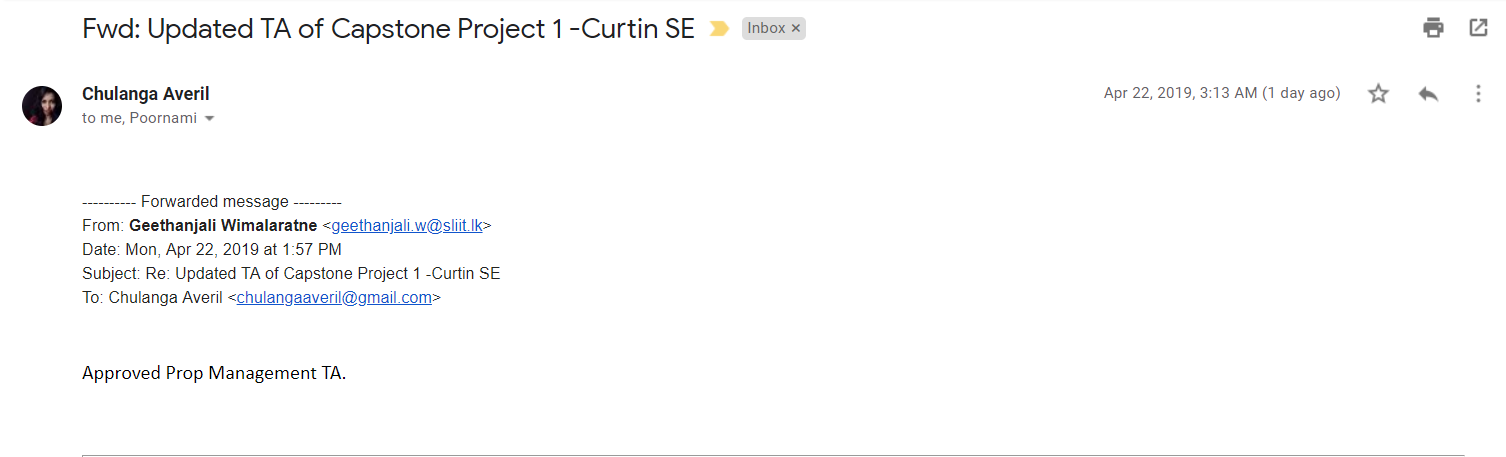 Fwd: Updated TA of Capstone Project 1 -Curtin SE Inbox ×
Chulanga Averil Apr 22, 2019, 3:13 AM (1 day ago)
to me, Poornami
---------- Forwarded message ---------
From: Geethanjali Wimalaratne <geethanjali.w@sliit.lk>
Date: Mon, Apr 22, 2019 at 1:57 PM
Subject: Re: Updated TA of Capstone Project 1 -Curtin SE
To: Chulanga Averil <chulangaaveril@gmail.com>
Approved Prop Management TA.